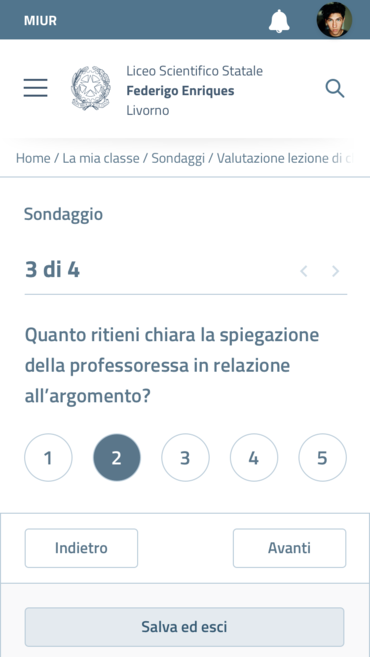 MIUR
Liceo Scientifico Statale
Federigo Enriques
Livorno
Home / La mia classe / Sondaggi / Valutazione lezione di
Sondaggio
3 di 4
Quanto ritieni chiara la spiegazione
della professoressa in relazione
all’argomento?
1 2 3 4 5
Indietro Avanti
Salva ed esci